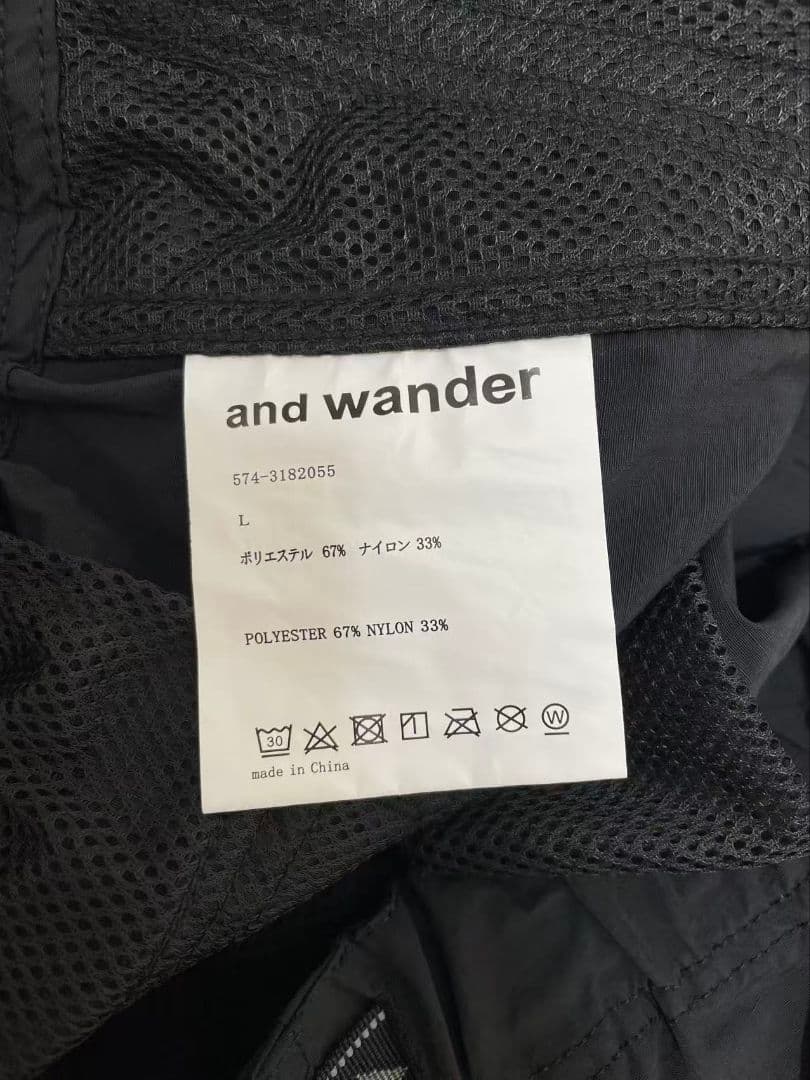 and wander
574-3182055
L
ポリエステル 67% ナイロン 33%
POLYESTER 67% NYLON 33%
30 W
made in China